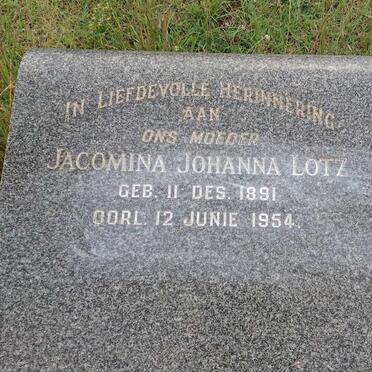 IN LIEFDEVOLLE HERINNERING
AAN
ONS MOEDER
JACOMINA JOHANNA LOTZ
GEB. 11 DES. 1891
OORL. 12 JUNIE 1954.